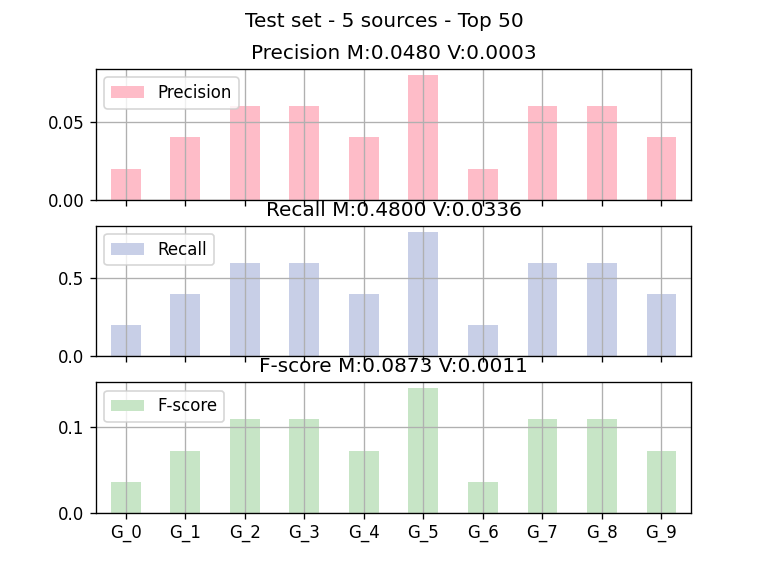 Test set - 5 sources - Top 50
Precision M:0.0480 V:0.0003
Precision
0.05
0.00
Recall M:0.4800 V:0.0336
Recall
0.5
0.0
F-score M:0.0873 V:0.0011
F-score
0.1
0.0
G_0 G_1 G_2 G_3 G_4 G_5 G_6 G_7 G_8 G_9